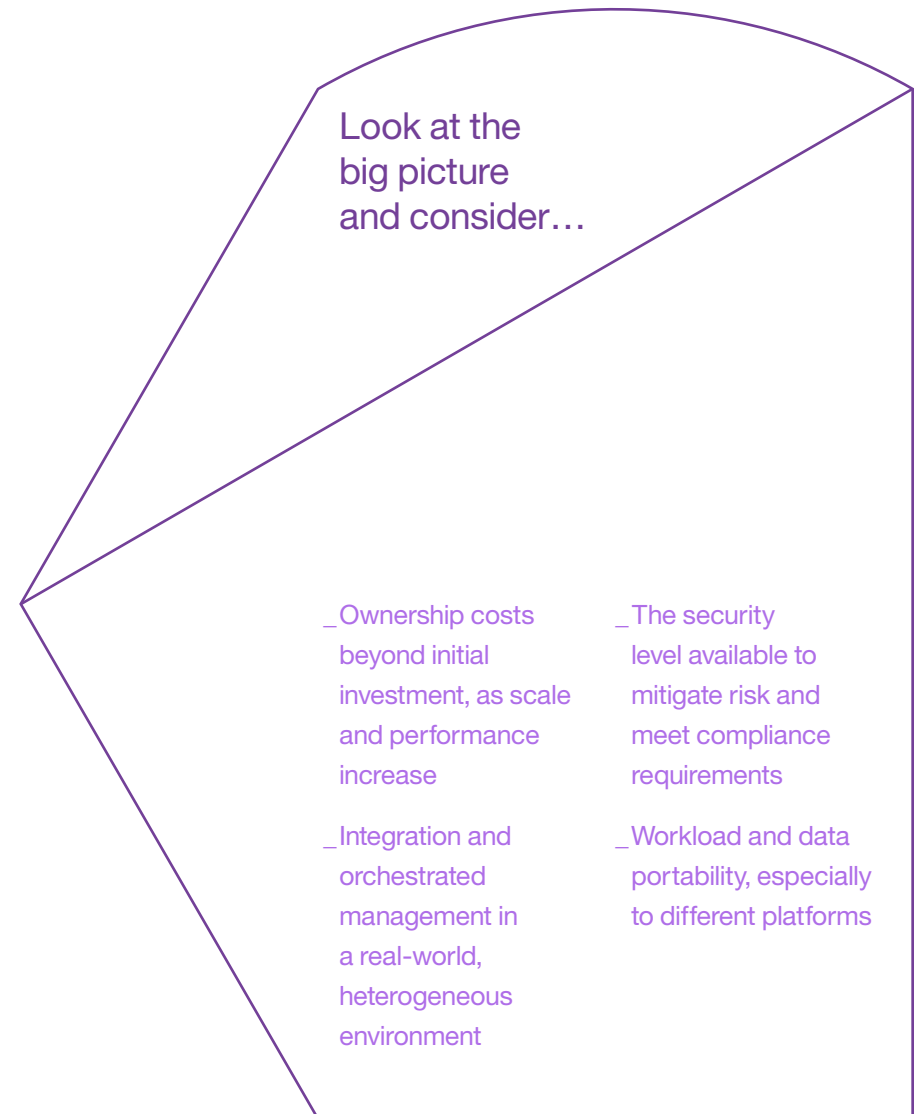 Look at the
big picture
and consider…
_Ownership costs
beyond initial
investment, as scale
and performance
increase
_Integration and
orchestrated
management in
a real-world,
heterogeneous
environment
_The security
level available to
mitigate risk and
meet compliance
requirements
_Workload and data
portability, especially
to different platforms